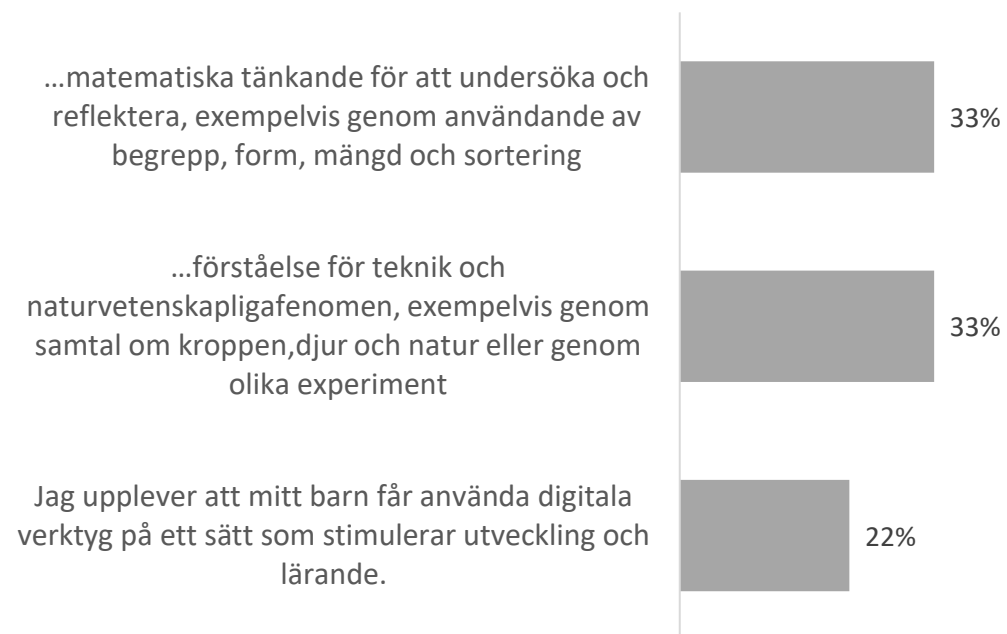 …matematiska tänkande för att undersöka och
reflektera, exempelvis genom användande av
begrepp, form, mängd och sortering
33%
…förståelse för teknik och
naturvetenskapligafenomen, exempelvis genom
samtal om kroppen,djur och natur eller genom
olika experiment
33%
Jag upplever att mitt barn får använda digitala
verktyg på ett sätt som stimulerar utveckling och
lärande.
22%